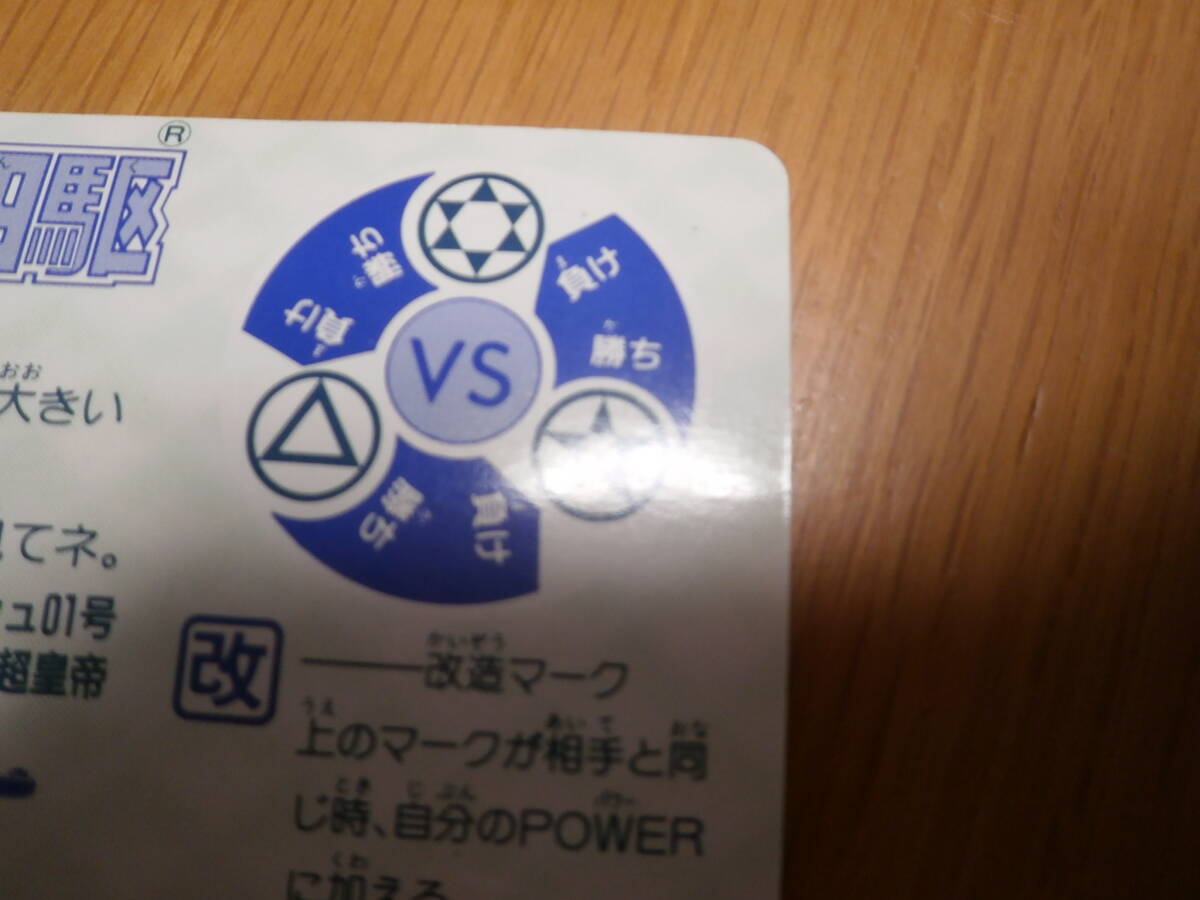 四駆®
勝ち
負け
負け
勝ち
VS
勝ち
負け
大きい
てネ。
ュ01号
超皇帝
改 ――改造マーク
上のマークが相手と同
じ時、自分のPOWER
に加える